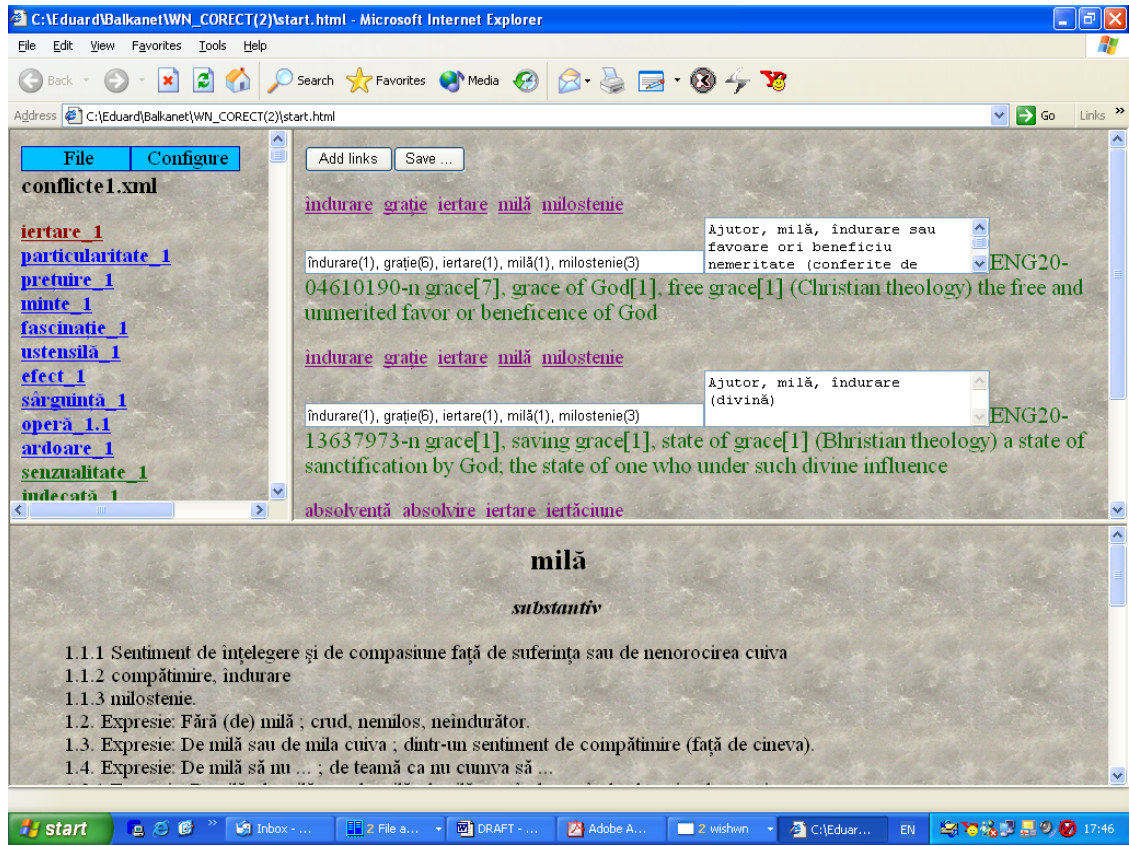 C:\Eduard\Balkanet\WN_CORECT(2)\start.html - Microsoft Internet Explorer
File Edit View Favorites Tools Help
Back Search Favorites Media
Address C:\Eduard\Balkanet\WN_CORECT(2)\start.html Go Links »
File Configure
conflicte1.xml
iertare_1
particularitate_1
prețuire_1
minte_1
fascinație_1
ustensilă_1
efect_1
sârguință_1
operă_1.1
ardoare_1
senzualitate_1
judecată_1
Add links Save ...
îndurare grație iertare milă milostenie
Ajutor, milă, îndurare sau
favoare ori beneficiu
nemeritate (conferite de
îndurare(1), grație(6), iertare(1), milă(1), milostenie(3) ENG20-
04610190-n grace[7], grace of God[1], free grace[1] (Christian theology) the free and
unmerited favor or beneficence of God
îndurare grație iertare milă milostenie
Ajutor, milă, îndurare
(divină)
îndurare(1), grație(6), iertare(1), milă(1), milostenie(3) ENG20-
13637973-n grace[1], saving grace[1], state of grace[1] (Bhristian theology) a state of
sanctification by God; the state of one who under such divine influence
absolvență absolvire iertare iertăciune
milă
substantiv
1.1.1 Sentiment de înțelegere și de compasiune față de suferința sau de nenorocirea cuiva
1.1.2 compătimire, îndurare
1.1.3 milostenie.
1.2. Expresie: Fără (de) milă ; crud, nemilos, neîndurător.
1.3. Expresie: De milă sau de mila cuiva ; dintr-un sentiment de compătimire (față de cineva).
1.4. Expresie: De milă să nu ... ; de teamă ca nu cumva să ...
start » Inbox - ... 2 File a... DRAFT - ... Adobe A... 2 wishwn C:\Eduar... EN 17:46